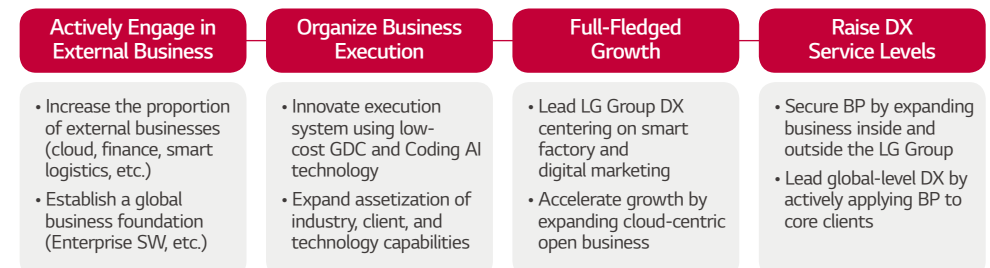 Actively Engage in
External Business
• Increase the proportion
of external businesses
(cloud, finance, smart
logistics, etc.)
• Establish a global
business foundation
(Enterprise SW, etc.)
Organize Business
Execution
• Innovate execution
system using low-
cost GDC and Coding AI
technology
• Expand assetization of
industry, client, and
technology capabilities
Full-Fledged
Growth
• Lead LG Group DX
centering on smart
factory and
digital marketing
• Accelerate growth by
expanding cloud-centric
open business
Raise DX
Service Levels
• Secure BP by expanding
business inside and
outside the LG Group
• Lead global-level DX by
actively applying BP to
core clients